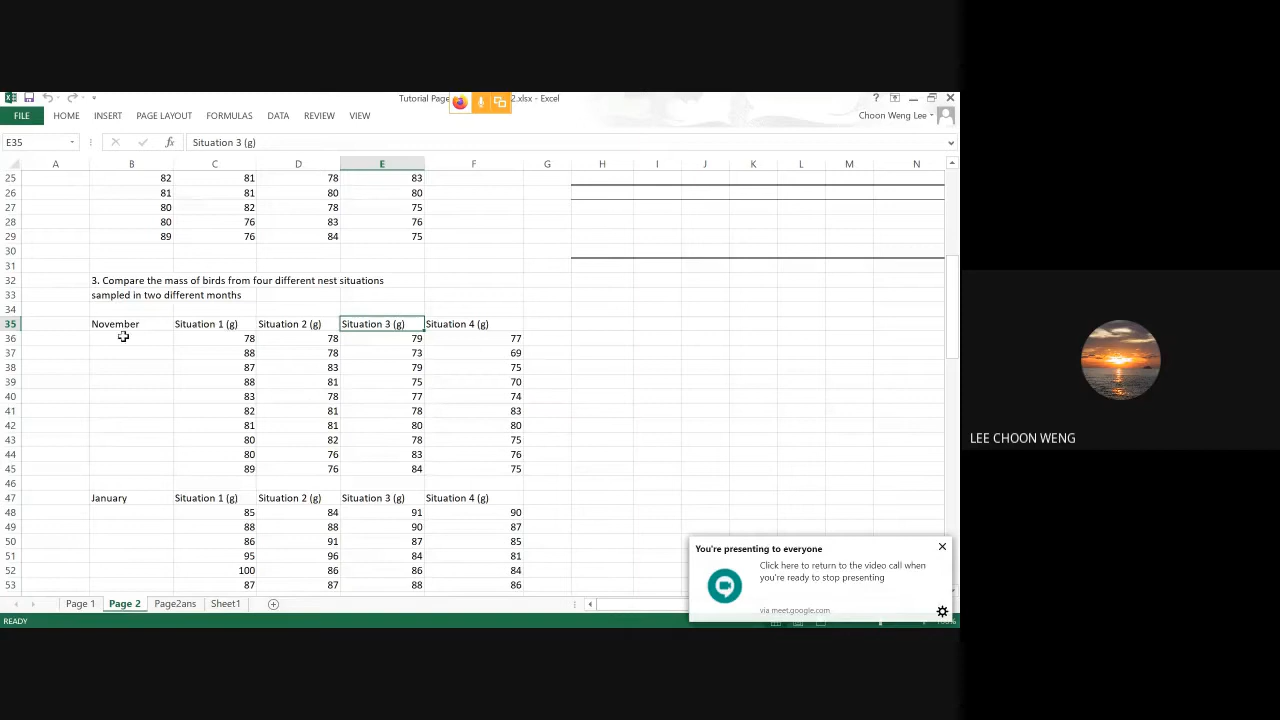 Tutorial Page 2.xlsx - Excel
FILE HOME INSERT PAGE LAYOUT FORMULAS DATA REVIEW VIEW Choon Weng Lee
E35 fx Situation 3 (g)
A B C D E F G H I J K L M N
25 82 81 78 83
26 81 81 80 80
27 80 82 78 75
28 80 76 83 76
29 89 76 84 75
30
31
32 3. Compare the mass of birds from four different nest situations
33 sampled in two different months
34
35 November Situation 1 (g) Situation 2 (g) Situation 3 (g) Situation 4 (g)
36 78 78 79 77
37 88 78 73 69
38 87 83 79 75
39 88 81 75 70
40 83 78 77 74
41 82 81 78 83
42 81 81 80 80
43 80 82 78 75
44 80 76 83 76
45 89 76 84 75
46
47 January Situation 1 (g) Situation 2 (g) Situation 3 (g) Situation 4 (g)
48 85 84 91 90
49 88 88 90 87
50 86 91 87 85
51 95 96 84 81
52 100 86 86 84
53 87 87 88 86
Page 1 Page 2 Page2ans Sheet1
READY
You're presenting to everyone
Click here to return to the video call when
you're ready to stop presenting
via meet.google.com
LEE CHOON WENG